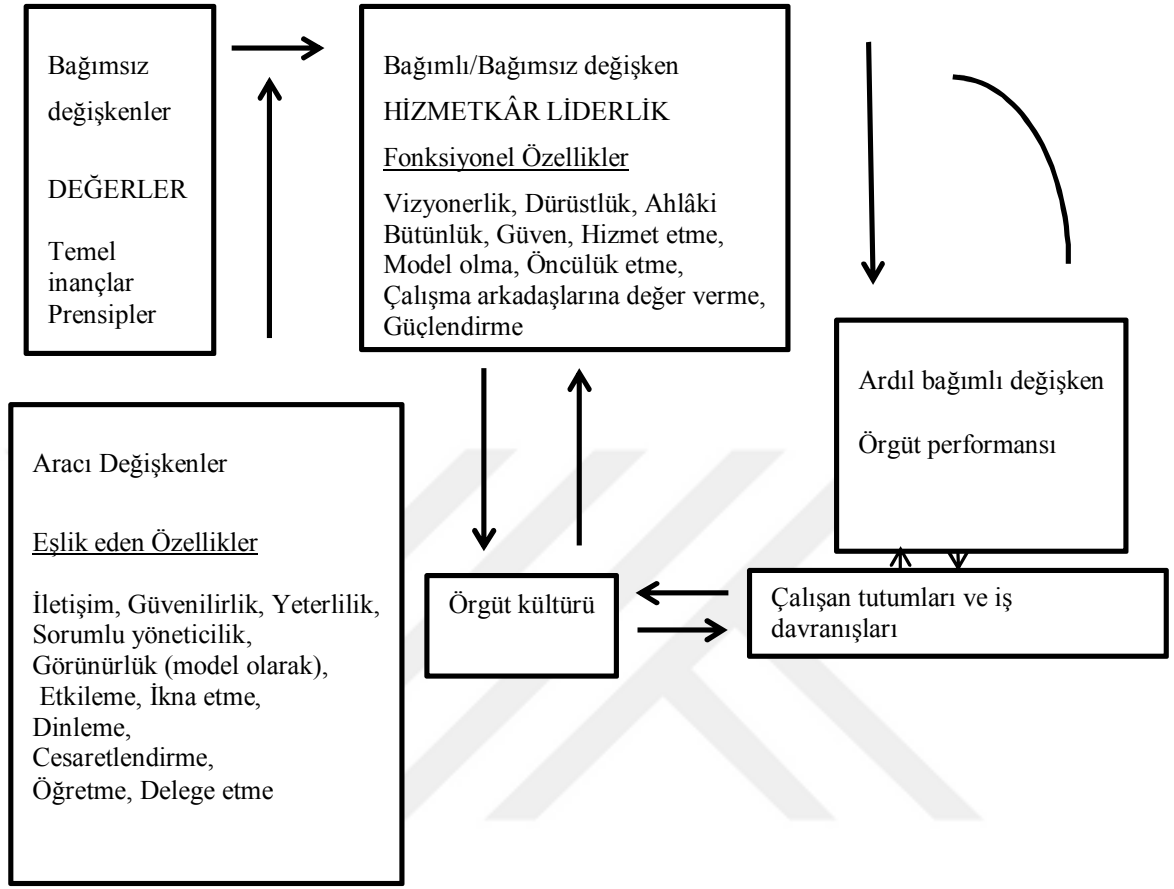 Bağımsız
değişkenler
DEĞERLER
Temel
inançlar
Prensipler
Bağımlı/Bağımsız değişken
HİZMETKÂR LİDERLİK
Fonksiyonel Özellikler
Vizyonerlik, Dürüstlük, Ahlâki
Bütünlük, Güven, Hizmet etme,
Model olma, Öncülük etme,
Çalışma arkadaşlarına değer verme,
Güçlendirme
Ardıl bağımlı değişken
Örgüt performansı
Aracı Değişkenler
Eşlik eden Özellikler
İletişim, Güvenilirlik, Yeterlilik,
Sorumlu yöneticilik,
Görünürlük (model olarak),
Etkileme, İkna etme,
Dinleme,
Cesaretlendirme,
Öğretme, Delege etme
Örgüt kültürü
Çalışan tutumları ve iş
davranışları